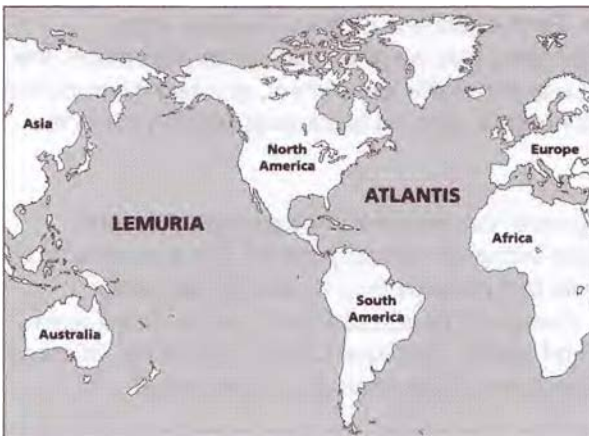 Asia
North
America
Europe
ATLANTIS
LEMURIA
Africa
South
America
Australia